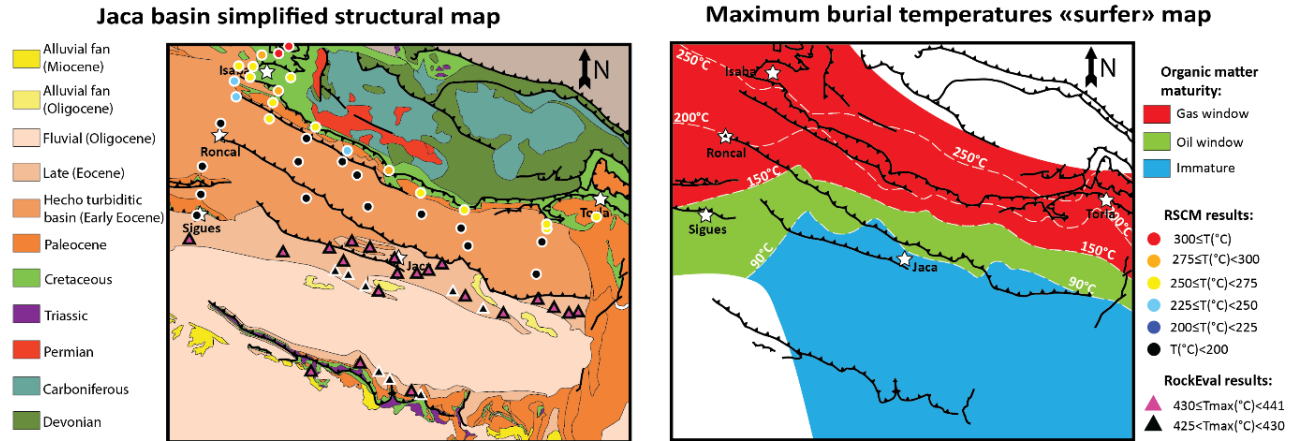 Jaca basin simplified structural map
Alluvial fan
(Miocene)
Alluvial fan
(Oligocene)
Fluvial (Oligocene)
Late (Eocene)
Hecho turbiditic
basin (Early Eocene)
Paleocene
Cretaceous
Triassic
Permian
Carboniferous
Devonian
N
Isaba
Roncal
Sigues
Jaca
Torla
Maximum burial temperatures «surfer» map
N
250°C
Isaba
200°C
Roncal
250°C
150°C
Torla
Sigues
150°C
Jaca
90°C
90°C
Organic matter
maturity:
Gas window
Oil window
Immature
RSCM results:
300≤T(°C)
275≤T(°C)<300
250≤T(°C)<275
225≤T(°C)<250
200≤T(°C)<225
T(°C)<200
RockEval results:
430≤Tmax(°C)<441
425<Tmax(°C)<430